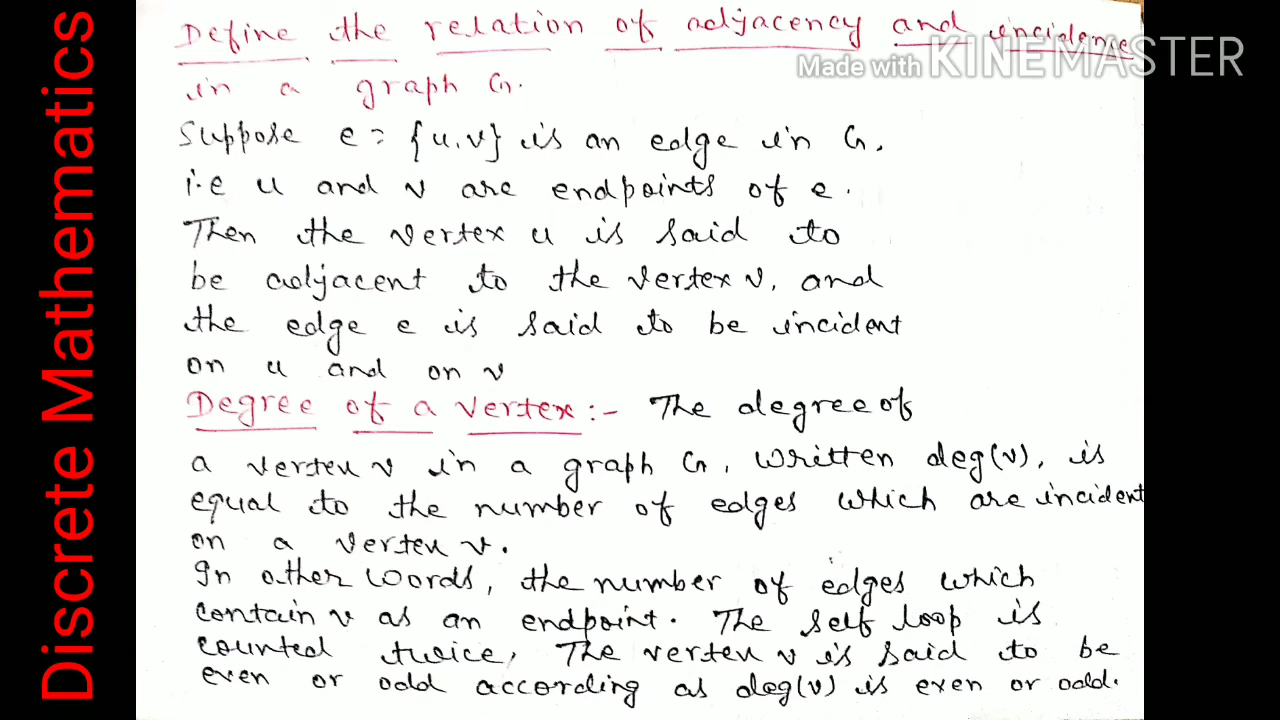 Discrete Mathematics
Define the relation of adjacency and incidence
Made with KINEMASTER
in a graph G.
Suppose e = {u,v} is an edge in G.
i.e u and v are endpoints of e.
Then the vertex u is said to
be adjacent to the vertex v, and
the edge e is said to be incident
on u and on v
Degree of a vertex:- The degree of
a vertex v in a graph G, written deg(v), is
equal to the number of edges which are incident
on a vertex v.
In other words, the number of edges which
contain v as an endpoint. The self loop is
counted twice, The vertex v is said to be
even or odd according as deg(v) is even or odd.